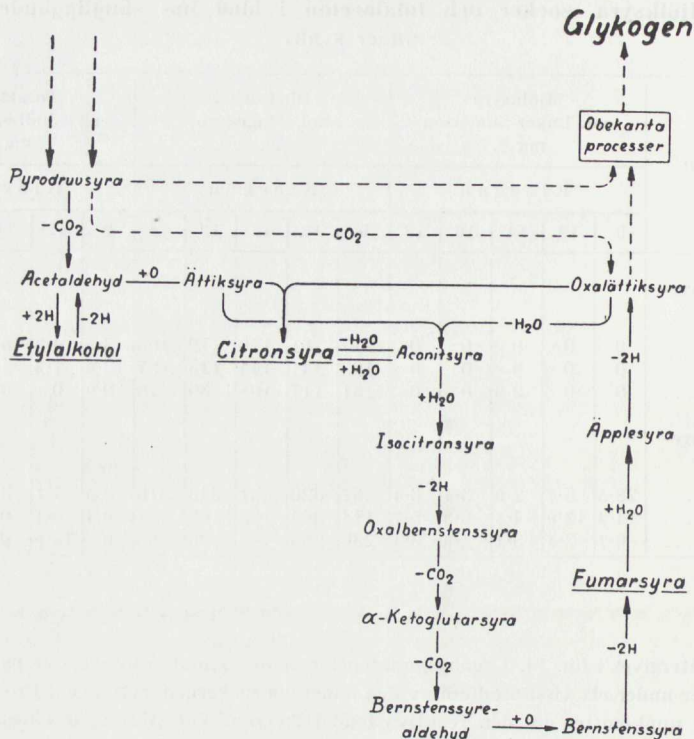 Glykogen
Obekanta
processer
Pyrodruvsyra
-CO₂
CO₂
Acetaldehyd +O Ättiksyra Oxalättiksyra
+2H -2H
-H₂O
Etylalkohol Citronsyra -H₂O Aconitsyra
+H₂O
-2H
+H₂O
Isocitronsyra Äpplesyra
-2H
+H₂O
Oxalbernstenssyra
-CO₂
Fumarsyra
α-Ketoglutarsyra
-CO₂
-2H
Bernstenssyre-
aldehyd +O Bernstenssyra